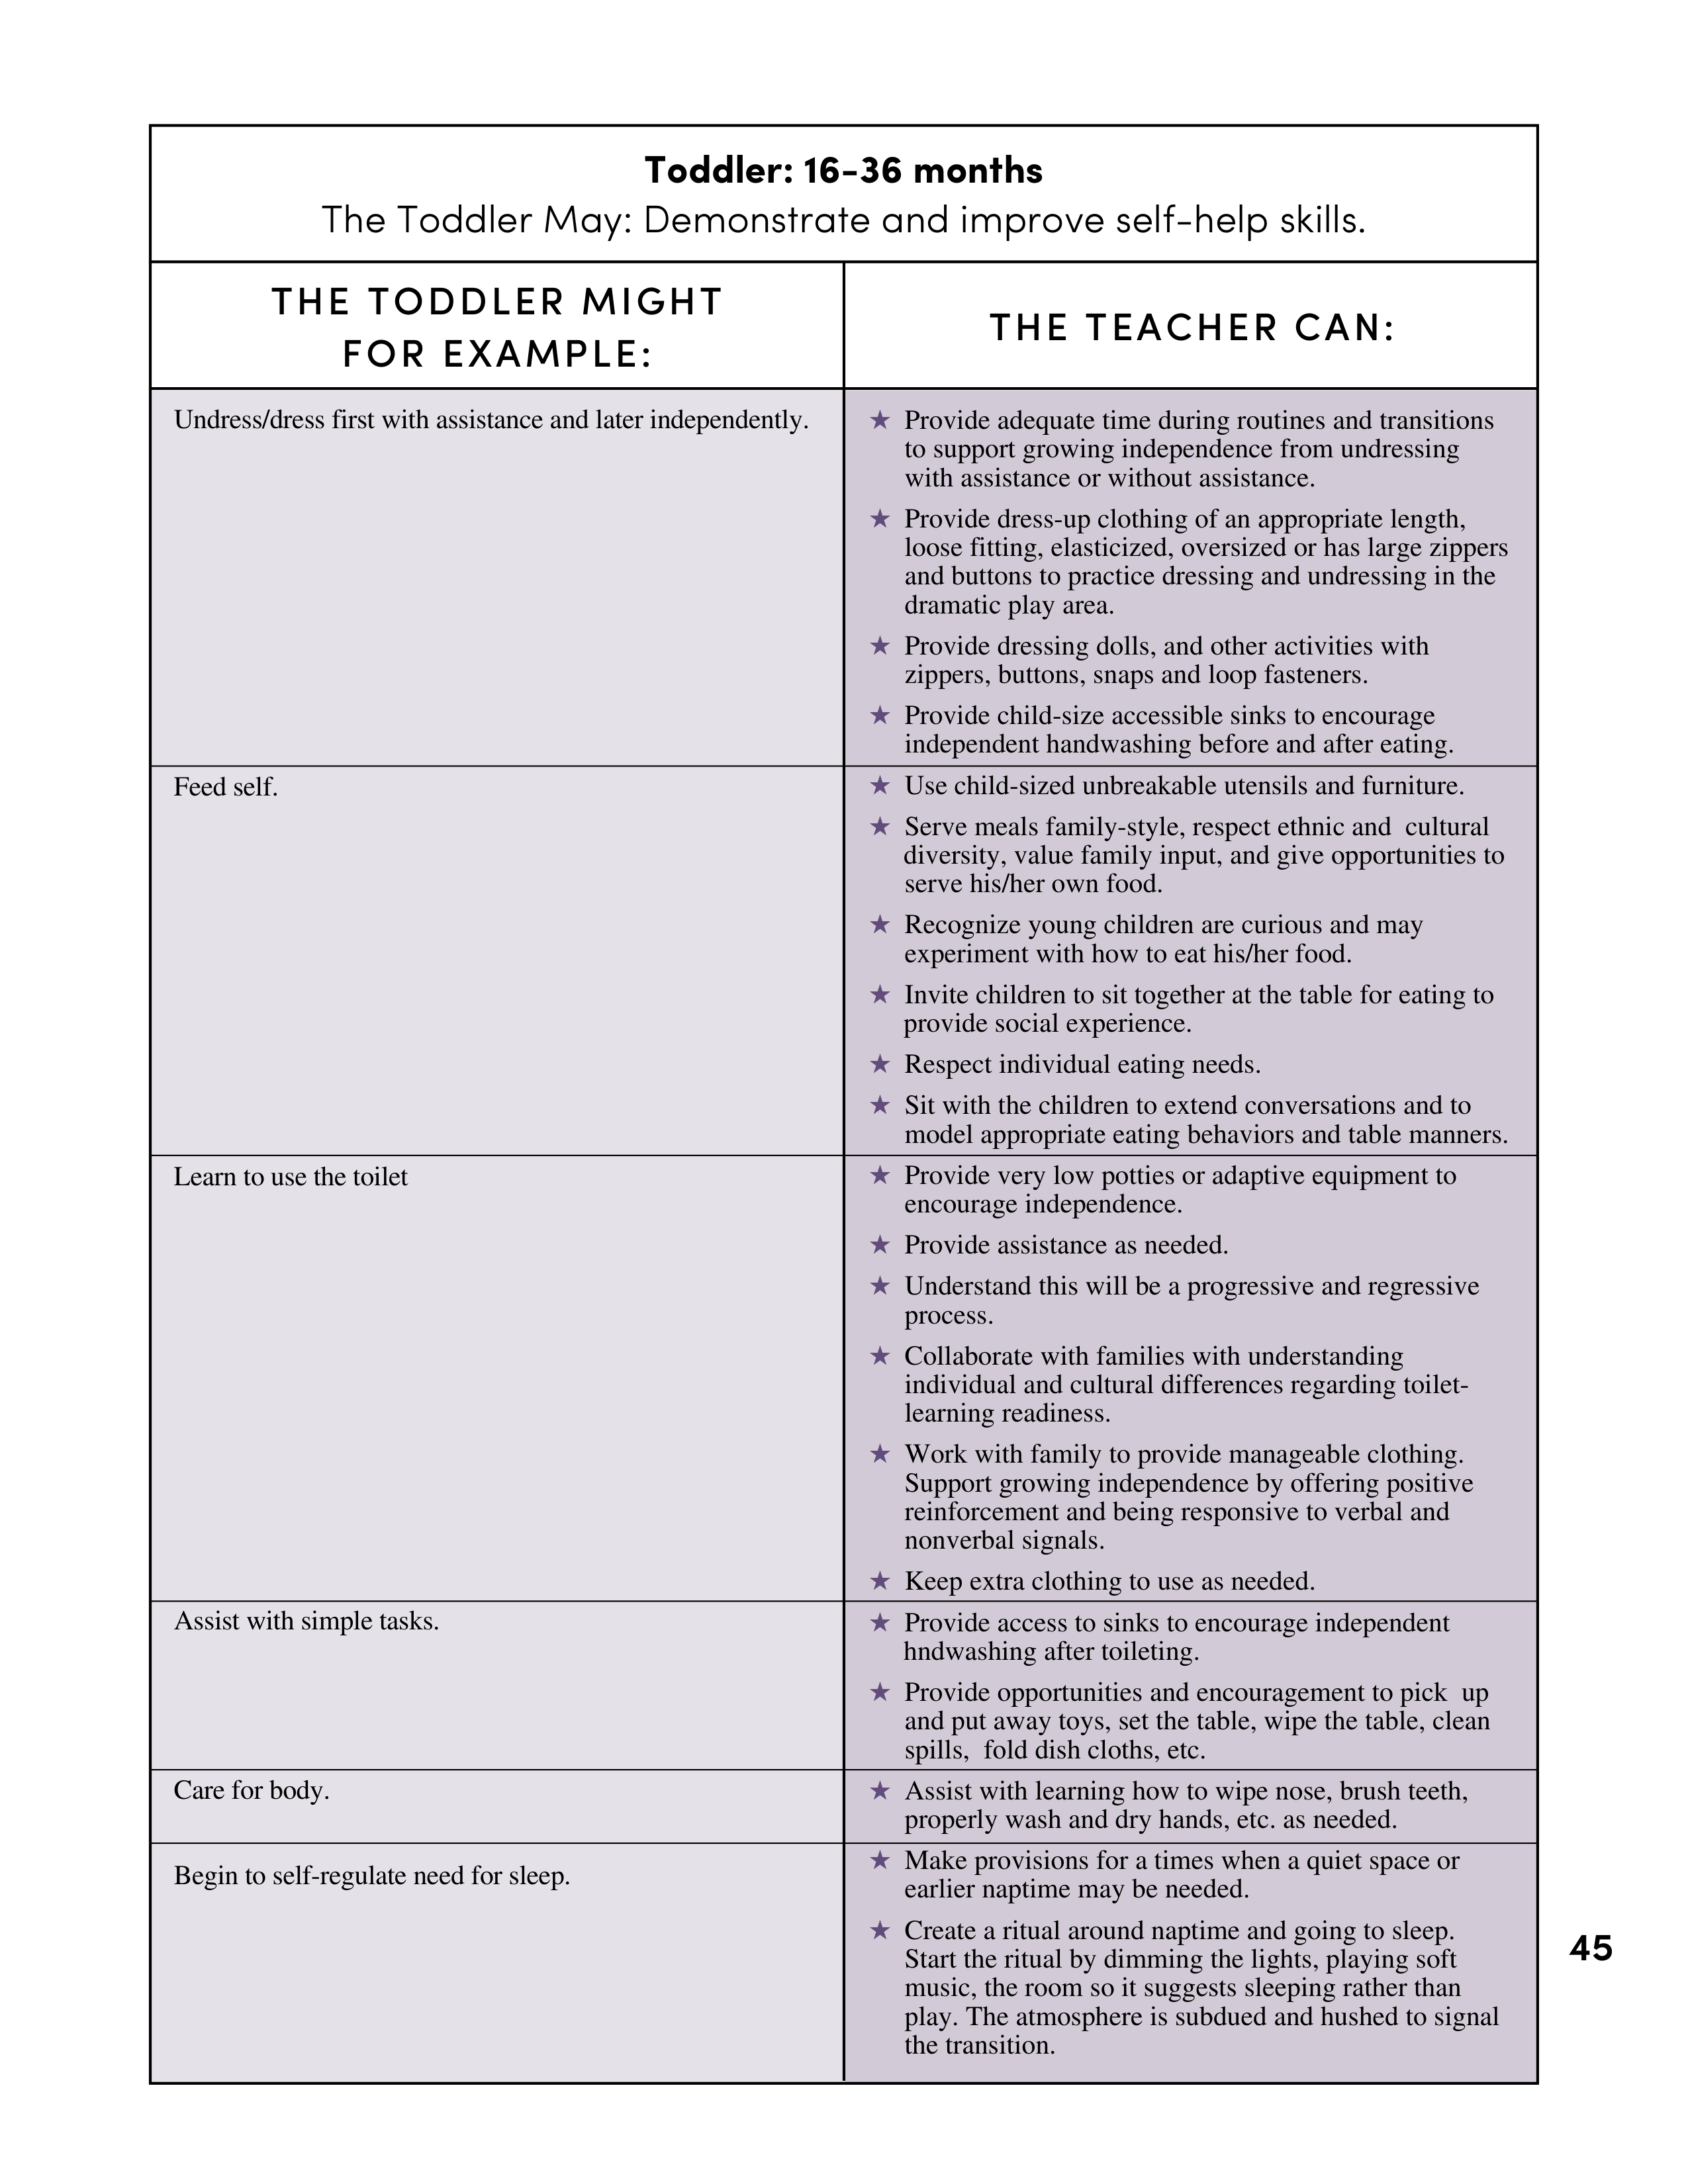 Toddler: 16-36 months
The Toddler May: Demonstrate and improve self-help skills.
THE TODDLER MIGHT
FOR EXAMPLE:
THE TEACHER CAN:
Undress/dress first with assistance and later independently.
★ Provide adequate time during routines and transitions
to support growing independence from undressing
with assistance or without assistance.
★ Provide dress-up clothing of an appropriate length,
loose fitting, elasticized, oversized or has large zippers
and buttons to practice dressing and undressing in the
dramatic play area.
★ Provide dressing dolls, and other activities with
zippers, buttons, snaps and loop fasteners.
★ Provide child-size accessible sinks to encourage
independent handwashing before and after eating.
Feed self.
★ Use child-sized unbreakable utensils and furniture.
★ Serve meals family-style, respect ethnic and  cultural
diversity, value family input, and give opportunities to
serve his/her own food.
★ Recognize young children are curious and may
experiment with how to eat his/her food.
★ Invite children to sit together at the table for eating to
provide social experience.
★ Respect individual eating needs.
★ Sit with the children to extend conversations and to
model appropriate eating behaviors and table manners.
Learn to use the toilet
★ Provide very low potties or adaptive equipment to
encourage independence.
★ Provide assistance as needed.
★ Understand this will be a progressive and regressive
process.
★ Collaborate with families with understanding
individual and cultural differences regarding toilet-
learning readiness.
★ Work with family to provide manageable clothing.
Support growing independence by offering positive
reinforcement and being responsive to verbal and
nonverbal signals.
★ Keep extra clothing to use as needed.
Assist with simple tasks.
★ Provide access to sinks to encourage independent
hndwashing after toileting.
★ Provide opportunities and encouragement to pick  up
and put away toys, set the table, wipe the table, clean
spills,  fold dish cloths, etc.
Care for body.
★ Assist with learning how to wipe nose, brush teeth,
properly wash and dry hands, etc. as needed.
Begin to self-regulate need for sleep.
★ Make provisions for a times when a quiet space or
earlier naptime may be needed.
★ Create a ritual around naptime and going to sleep.
Start the ritual by dimming the lights, playing soft
music, the room so it suggests sleeping rather than
play. The atmosphere is subdued and hushed to signal
the transition.
45